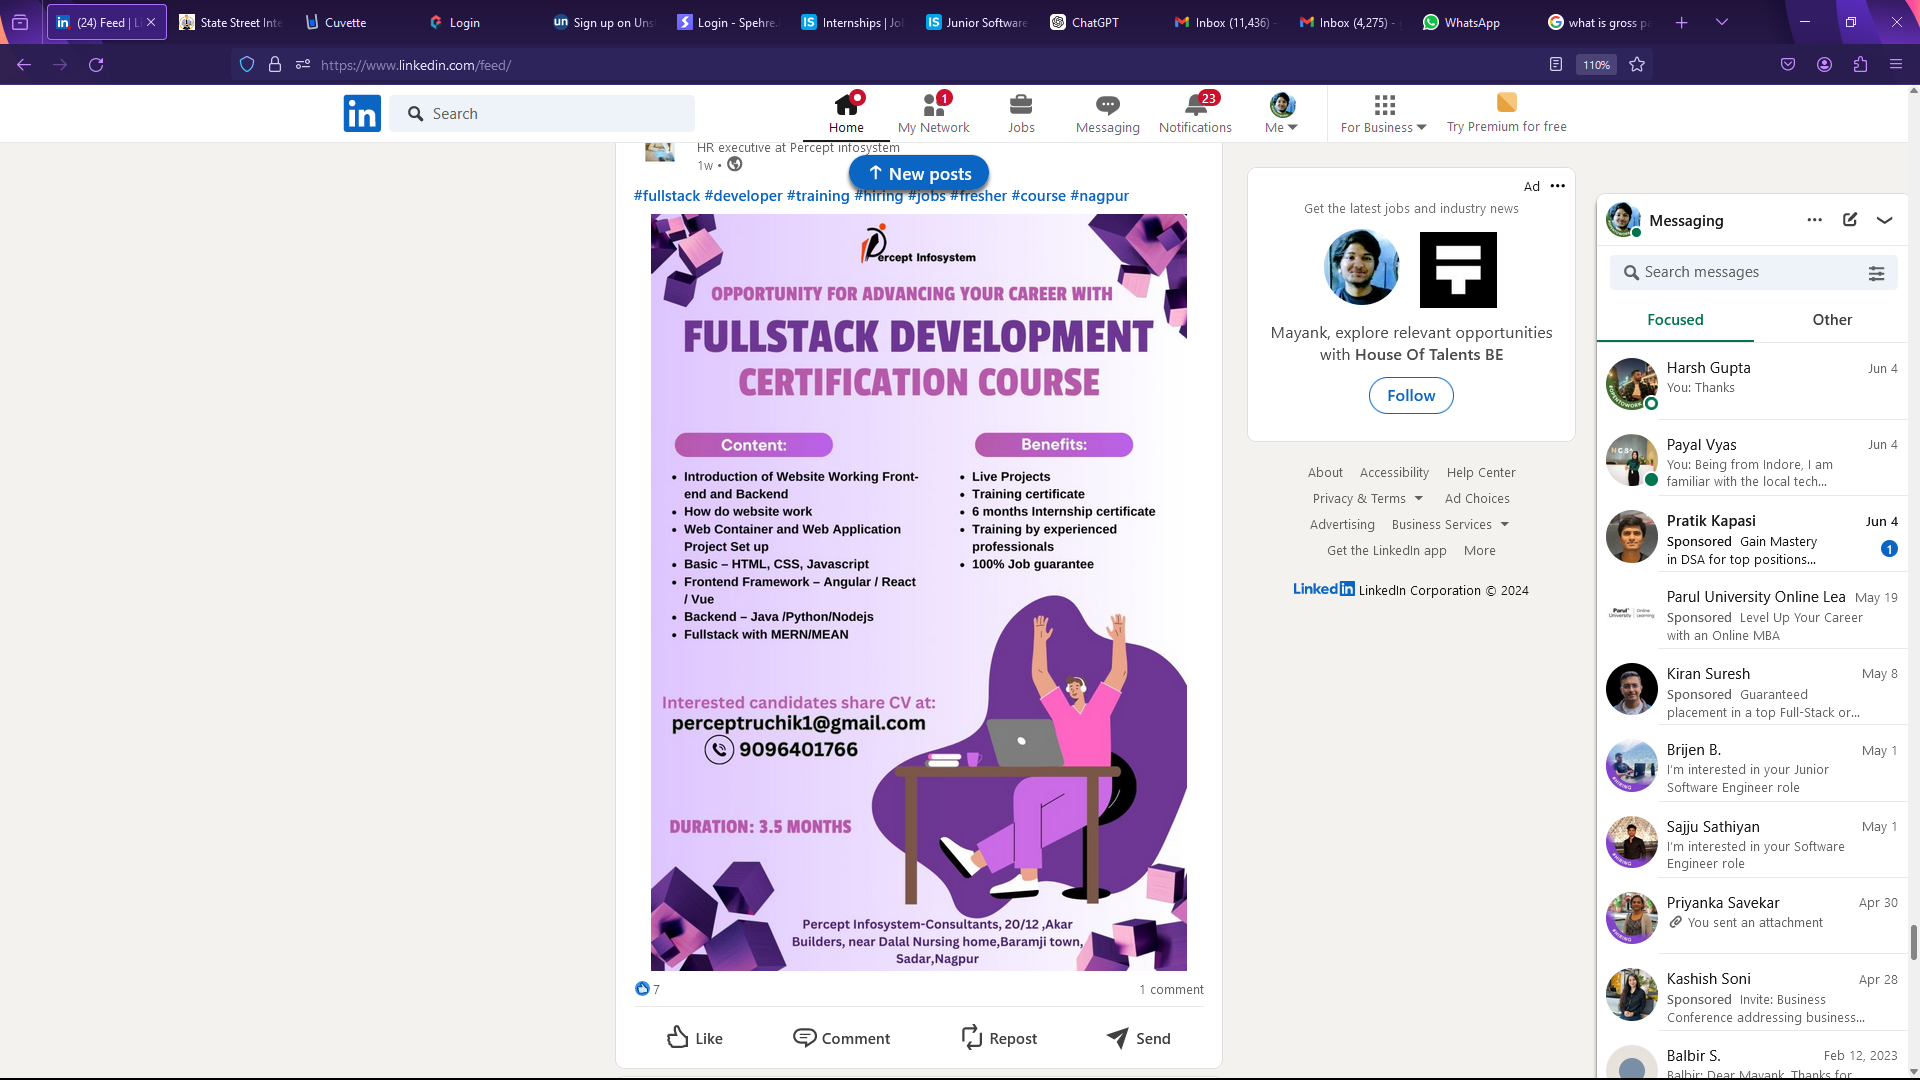 (24) Feed | Li
State Street Inte
Cuvette
Login
Sign up on Uns
Login - Spehre.
Internships | Jo
Junior Software
ChatGPT
Inbox (11,436) -
Inbox (4,275) -
WhatsApp
what is gross pa
https://www.linkedin.com/feed/
110%
Search
1
23
Home
My Network
Jobs
Messaging
Notifications
Me
For Business
Try Premium for free
HR executive at Percept infosystem
1w •
New posts
#fullstack #developer #training #hiring #jobs #fresher #course #nagpur
Percept Infosystem
OPPORTUNITY FOR ADVANCING YOUR CAREER WITH
FULLSTACK DEVELOPMENT
CERTIFICATION COURSE
Content:
• Introduction of Website Working Front-
end and Backend
• How do website work
• Web Container and Web Application
Project Set up
• Basic – HTML, CSS, Javascript
• Frontend Framework – Angular / React
/ Vue
• Backend – Java /Python/Nodejs
• Fullstack with MERN/MEAN
Benefits:
• Live Projects
• Training certificate
• 6 months Internship certificate
• Training by experienced
professionals
• 100% Job guarantee
Interested candidates share CV at:
perceptruchik1@gmail.com
9096401766
DURATION: 3.5 MONTHS
Percept Infosystem-Consultants, 20/12 ,Akar
Builders, near Dalal Nursing home,Baramji town,
Sadar,Nagpur
7
1 comment
Like
Comment
Repost
Send
Ad
Get the latest jobs and industry news
Mayank, explore relevant opportunities
with House Of Talents BE
Follow
About
Accessibility
Help Center
Privacy & Terms
Ad Choices
Advertising
Business Services
Get the LinkedIn app
More
LinkedIn LinkedIn Corporation © 2024
Messaging
Search messages
Focused
Other
Harsh Gupta
Jun 4
You: Thanks
Payal Vyas
Jun 4
You: Being from Indore, I am
familiar with the local tech...
Pratik Kapasi
Jun 4
Sponsored Gain Mastery
in DSA for top positions...
1
Parul University Online Lea
May 19
Sponsored Level Up Your Career
with an Online MBA
Kiran Suresh
May 8
Sponsored Guaranteed
placement in a top Full-Stack or...
Brijen B.
May 1
I'm interested in your Junior
Software Engineer role
Sajju Sathiyan
May 1
I'm interested in your Software
Engineer role
Priyanka Savekar
Apr 30
You sent an attachment
Kashish Soni
Apr 28
Sponsored Invite: Business
Conference addressing business...
Balbir S.
Feb 12, 2023
Balbir: Dear Mayank, Thanks for